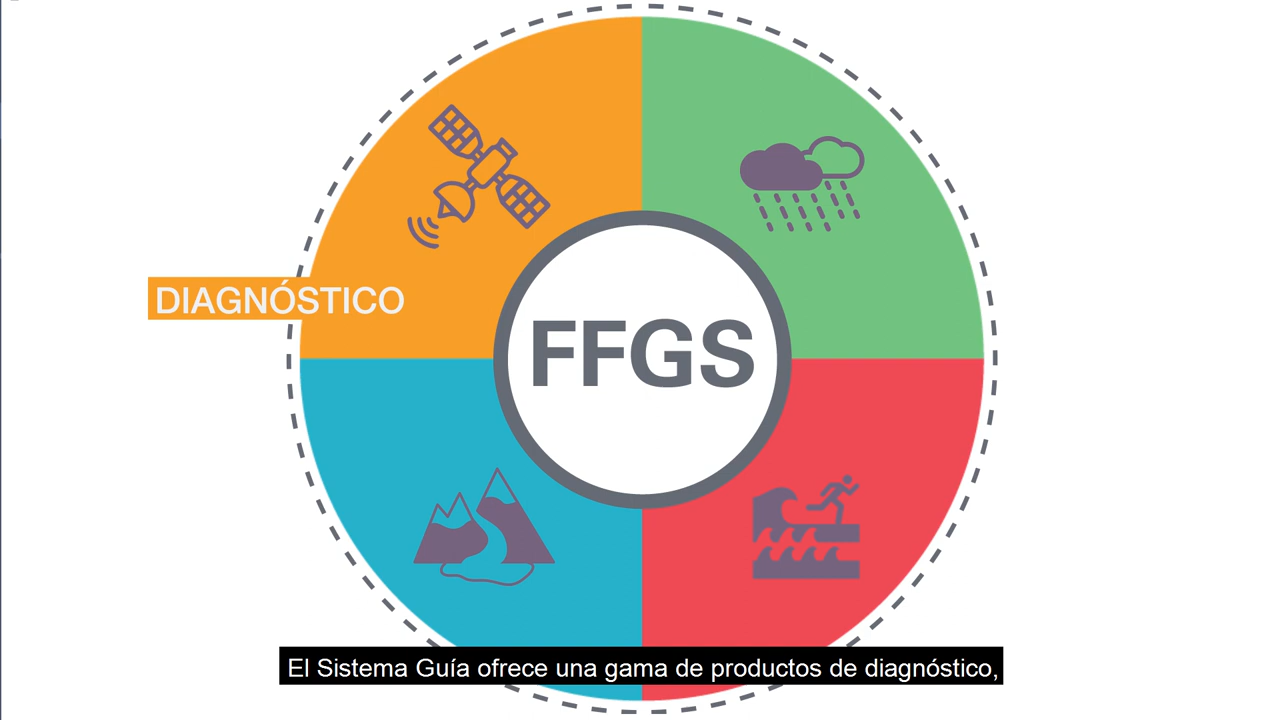 DIAGNÓSTICO
FFGS
El Sistema Guía ofrece una gama de productos de diagnóstico,